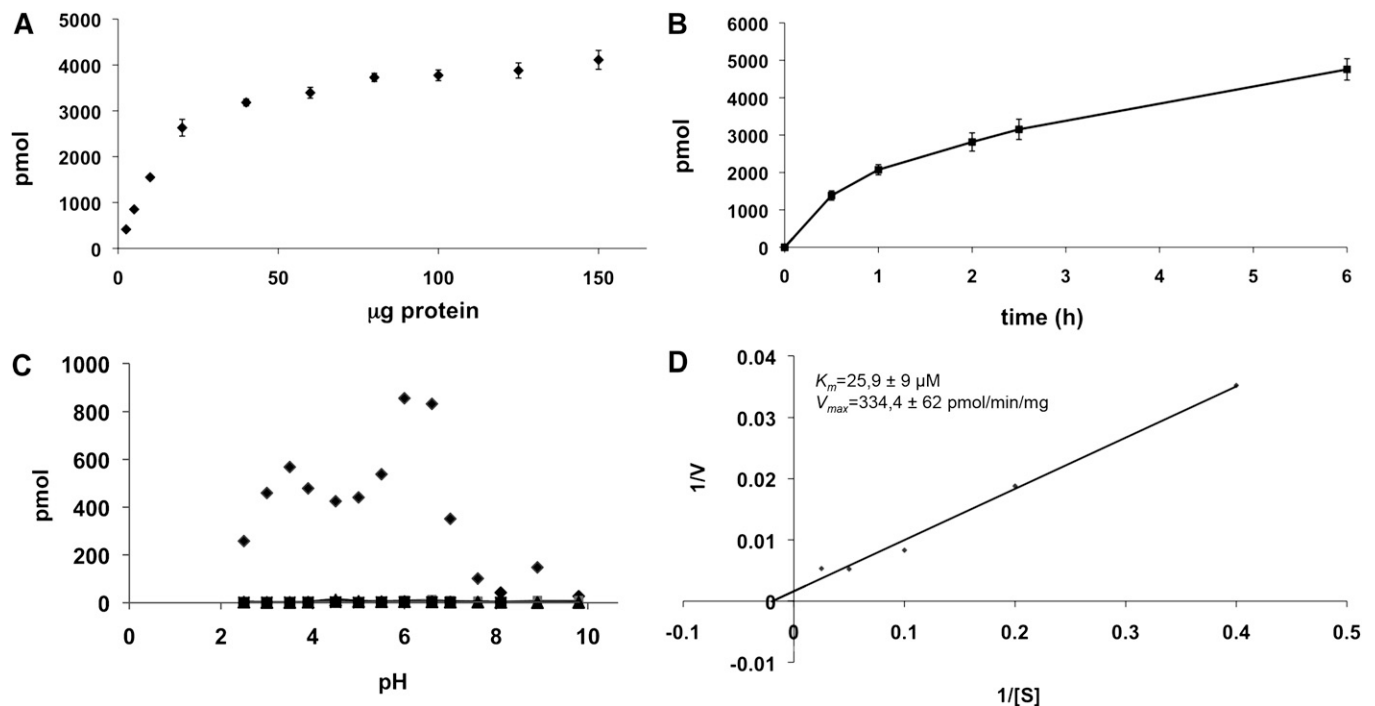 A
5000
4000
3000
2000
1000
0
pmol
0 50 100 150
μg protein
B
6000
5000
4000
3000
2000
1000
0
pmol
0 1 2 3 4 5 6
time (h)
C
1000
800
600
400
200
0
pmol
0 2 4 6 8 10
pH
D
0.04
0.03
0.02
0.01
0
-0.01
1/V
Km=25,9 ± 9 μM
Vmax=334,4 ± 62 pmol/min/mg
-0.1 0 0.1 0.2 0.3 0.4 0.5
1/[S]